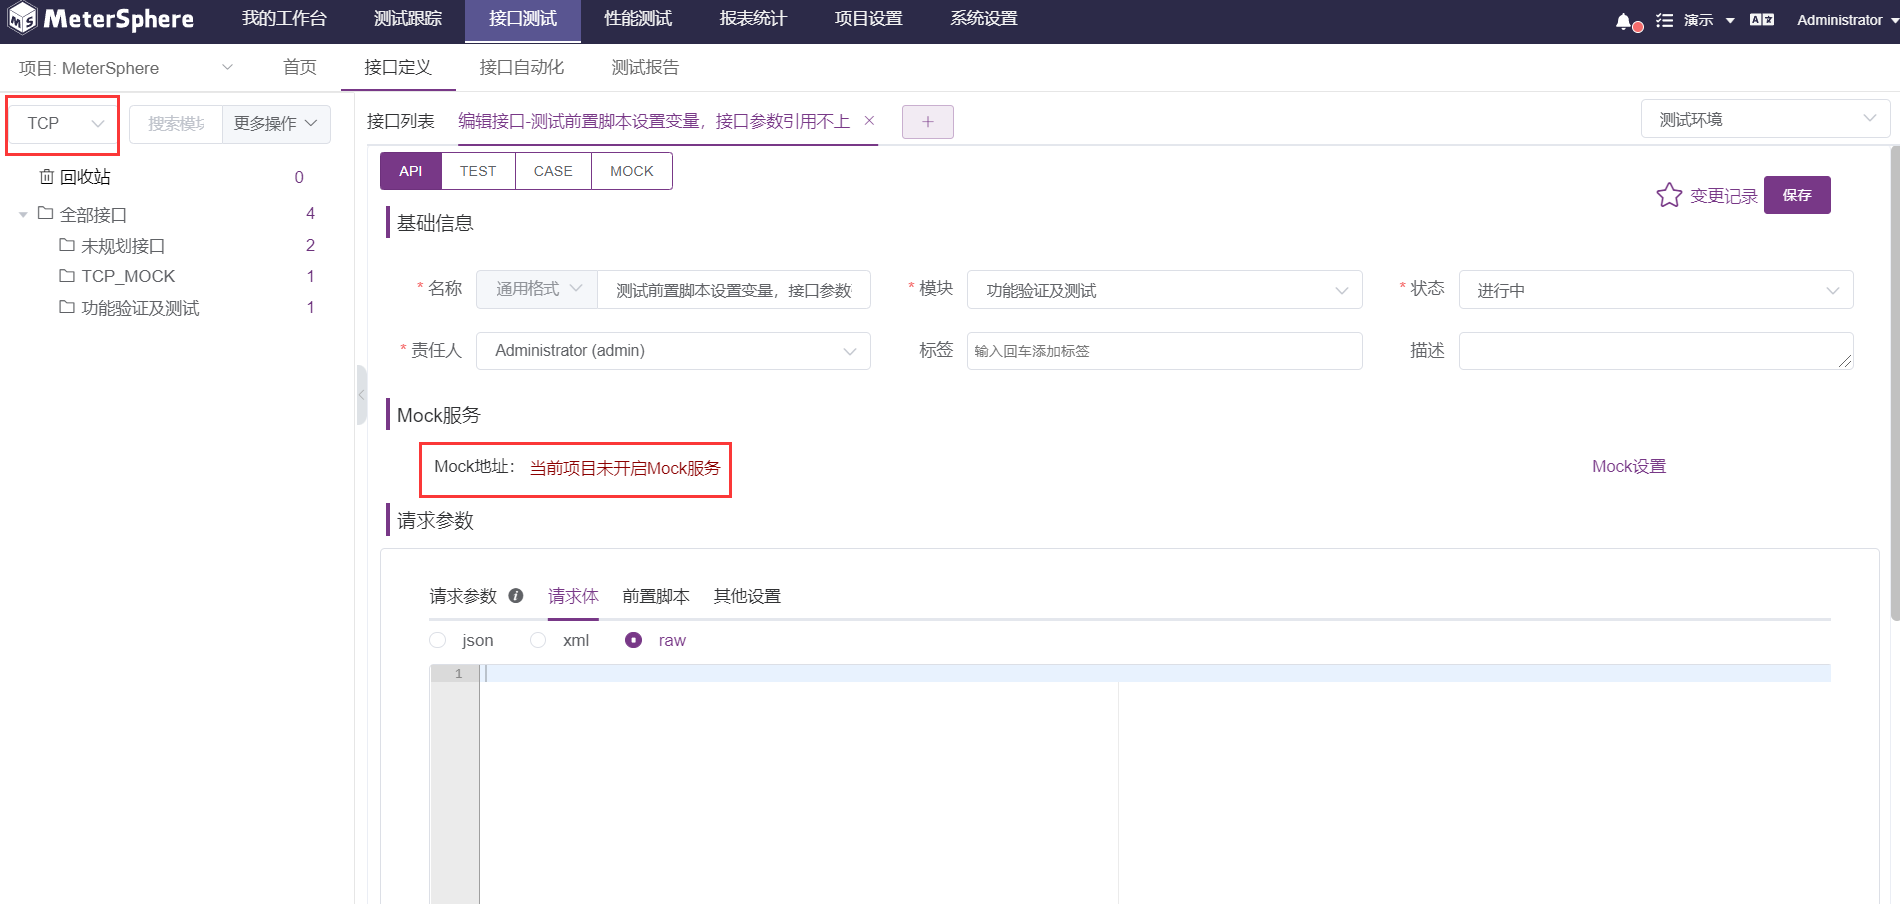 MeterSphere
我的工作台 测试跟踪 接口测试 性能测试 报表统计 项目设置 系统设置 演示 Administrator
项目: MeterSphere 首页 接口定义 接口自动化 测试报告
TCP 搜索模块 更多操作
接口列表 编辑接口-测试前置脚本设置变量，接口参数引用不上 × + 测试环境
API TEST CASE MOCK
回收站 0
变更记录 保存
全部接口 4
基础信息
未规划接口 2
TCP_MOCK 1
* 名称 通用格式 测试前置脚本设置变量，接口参数 * 模块 功能验证及测试 * 状态 进行中
功能验证及测试 1
* 责任人 Administrator (admin) 标签 输入回车添加标签 描述
Mock服务
Mock地址： 当前项目未开启Mock服务 Mock设置
请求参数
请求参数 请求体 前置脚本 其他设置
json xml raw
1